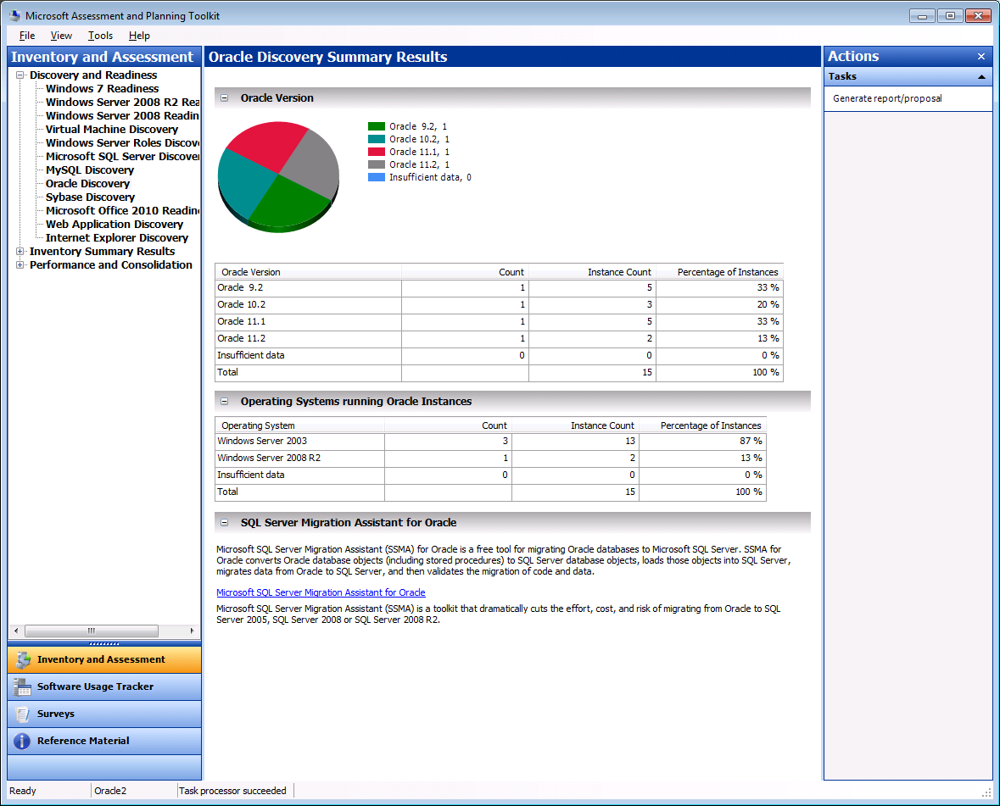 Microsoft Assessment and Planning Toolkit
File View Tools Help
Inventory and Assessment
Discovery and Readiness
Windows 7 Readiness
Windows Server 2008 R2 Rea
Windows Server 2008 Readin
Virtual Machine Discovery
Windows Server Roles Discov
Microsoft SQL Server Discover
MySQL Discovery
Oracle Discovery
Sybase Discovery
Microsoft Office 2010 Readin
Web Application Discovery
Internet Explorer Discovery
Inventory Summary Results
Performance and Consolidation
Inventory and Assessment
Software Usage Tracker
Surveys
Reference Material
Oracle Discovery Summary Results
Oracle Version
Oracle 9.2, 1
Oracle 10.2, 1
Oracle 11.1, 1
Oracle 11.2, 1
Insufficient data, 0
Oracle Version Count Instance Count Percentage of Instances
Oracle 9.2 1 5 33 %
Oracle 10.2 1 3 20 %
Oracle 11.1 1 5 33 %
Oracle 11.2 1 2 13 %
Insufficient data 0 0 0 %
Total 15 100 %
Operating Systems running Oracle Instances
Operating System Count Instance Count Percentage of Instances
Windows Server 2003 3 13 87 %
Windows Server 2008 R2 1 2 13 %
Insufficient data 0 0 0 %
Total 15 100 %
SQL Server Migration Assistant for Oracle
Microsoft SQL Server Migration Assistant (SSMA) for Oracle is a free tool for migrating Oracle databases to Microsoft SQL Server. SSMA for
Oracle converts Oracle database objects (including stored procedures) to SQL Server database objects, loads those objects into SQL Server,
migrates data from Oracle to SQL Server, and then validates the migration of code and data.
Microsoft SQL Server Migration Assistant for Oracle
Microsoft SQL Server Migration Assistant (SSMA) is a toolkit that dramatically cuts the effort, cost, and risk of migrating from Oracle to SQL
Server 2005, SQL Server 2008 or SQL Server 2008 R2.
Actions
Tasks
Generate report/proposal
Ready Oracle2 Task processor succeeded